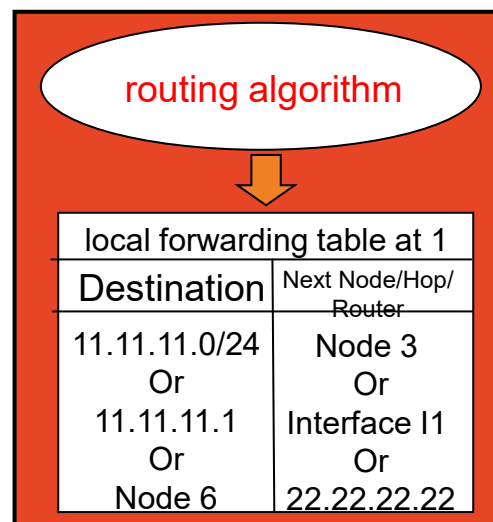 routing algorithm
local forwarding table at 1
Destination
Next Node/Hop/
Router
11.11.11.0/24
Or
11.11.11.1
Or
Node 6
Node 3
Or
Interface I1
Or
22.22.22.22